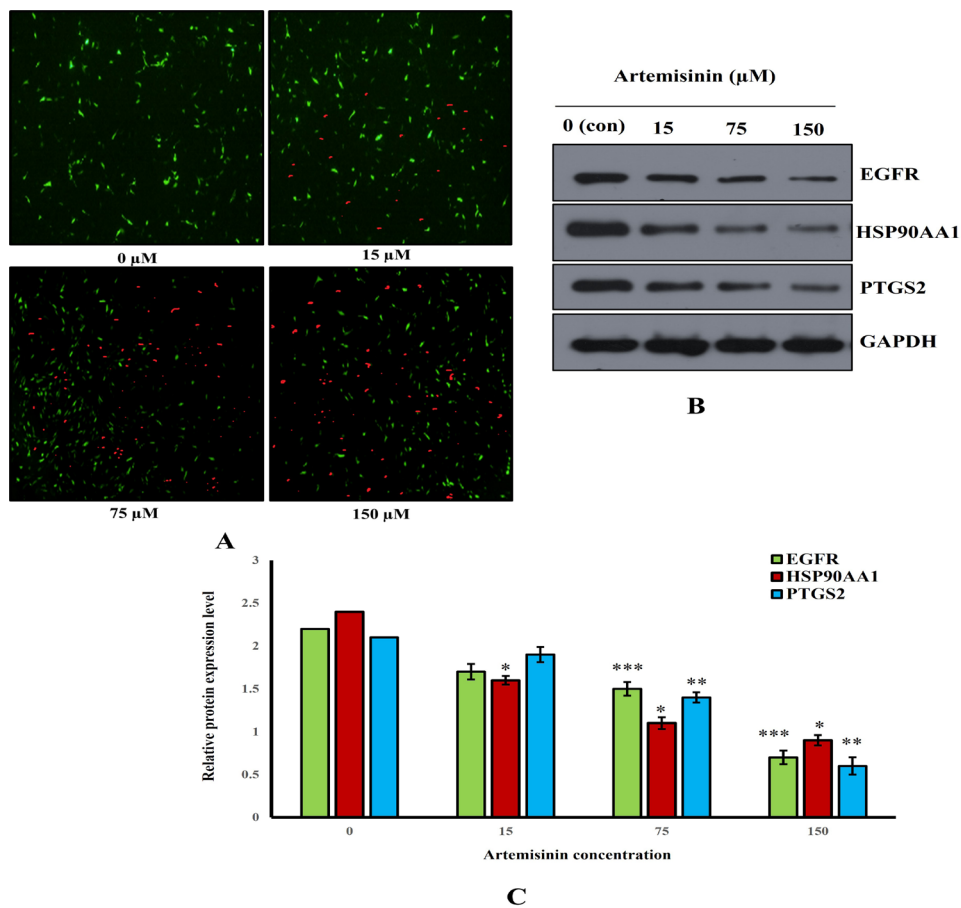 0 µM
15 µM
75 µM
150 µM
A
Artemisinin (µM)
0 (con) 15 75 150
EGFR
HSP90AA1
PTGS2
GAPDH
B
3
2.5
2
1.5
1
0.5
0
Relative protein expression level
EGFR
HSP90AA1
PTGS2
*
***
*
**
***
*
**
0 15 75 150
Artemisinin concentration
C